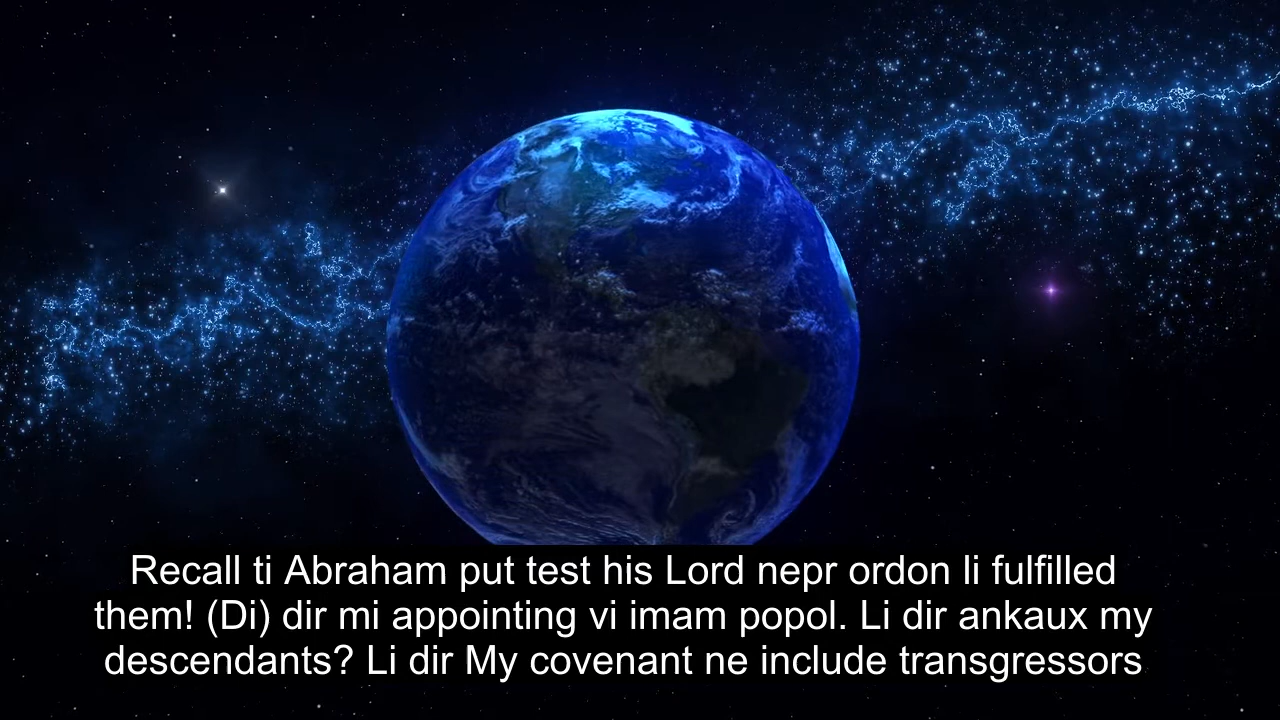 Recall ti Abraham put test his Lord nepr ordon li fulfilled
them! (Di) dir mi appointing vi imam popol. Li dir ankaux my
descendants? Li dir My covenant ne include transgressors